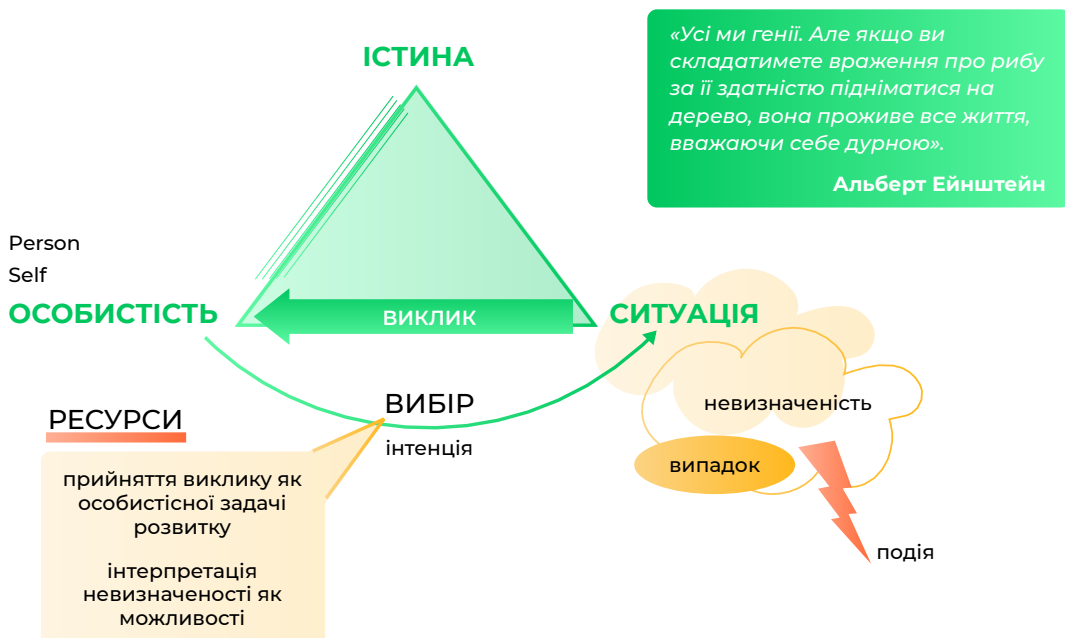 «Усі ми генії. Але якщо ви
складатимете враження про рибу
за її здатністю підніматися на
дерево, вона проживе все життя,
вважаючи себе дурною».
Альберт Ейнштейн
ІСТИНА
Person
Self
ОСОБИСТІСТЬ
ВИКЛИК
СИТУАЦІЯ
ВИБІР
інтенція
невизначеність
випадок
подія
РЕСУРСИ
прийняття виклику як
особистісної задачі
розвитку
інтерпретація
невизначеності як
можливості